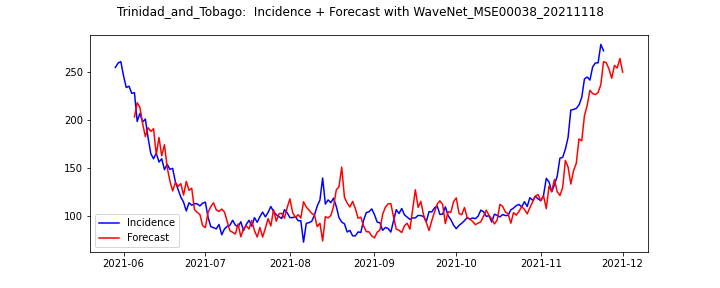 Trinidad_and_Tobago:  Incidence + Forecast with WaveNet_MSE00038_20211118
250
200
150
100
Incidence
Forecast
2021-06 2021-07 2021-08 2021-09 2021-10 2021-11 2021-12